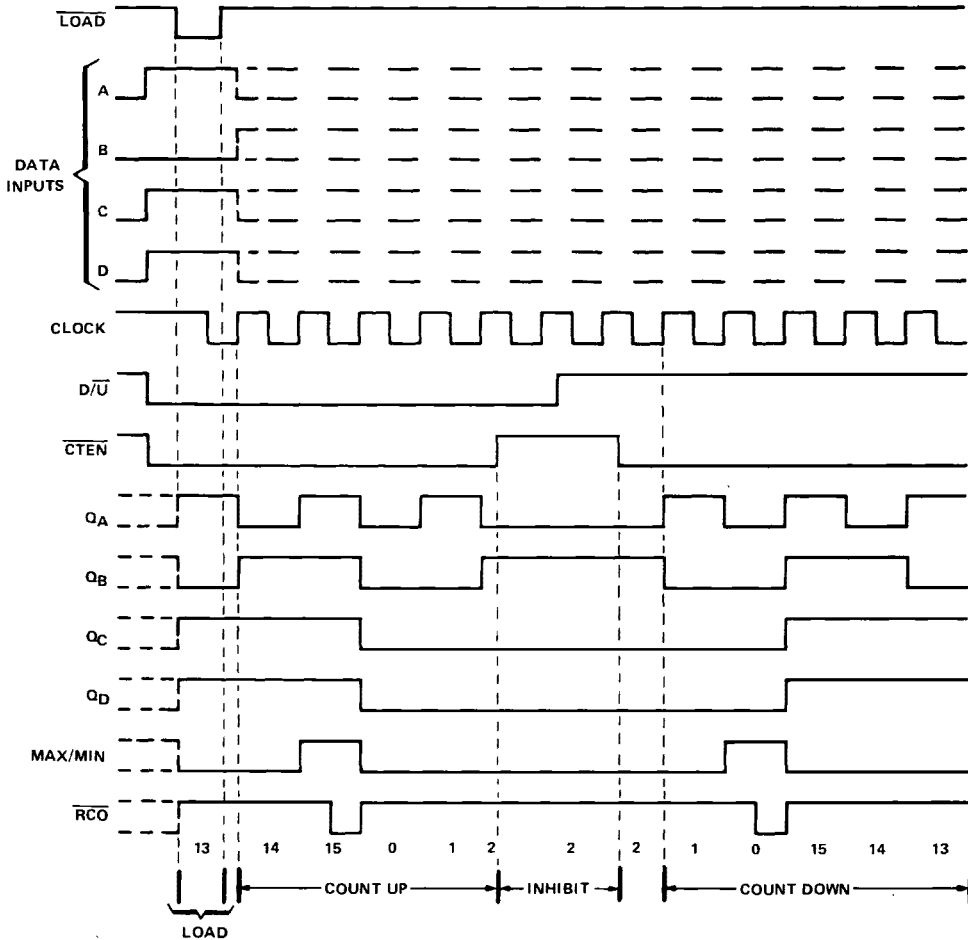 LOAD
A
B
DATA
INPUTS
C
D
CLOCK
D/U
CTEN
QA
QB
QC
QD
MAX/MIN
RCO
13 14 15 0 1 2 2 2 1 0 15 14 13
COUNT UP INHIBIT COUNT DOWN
LOAD